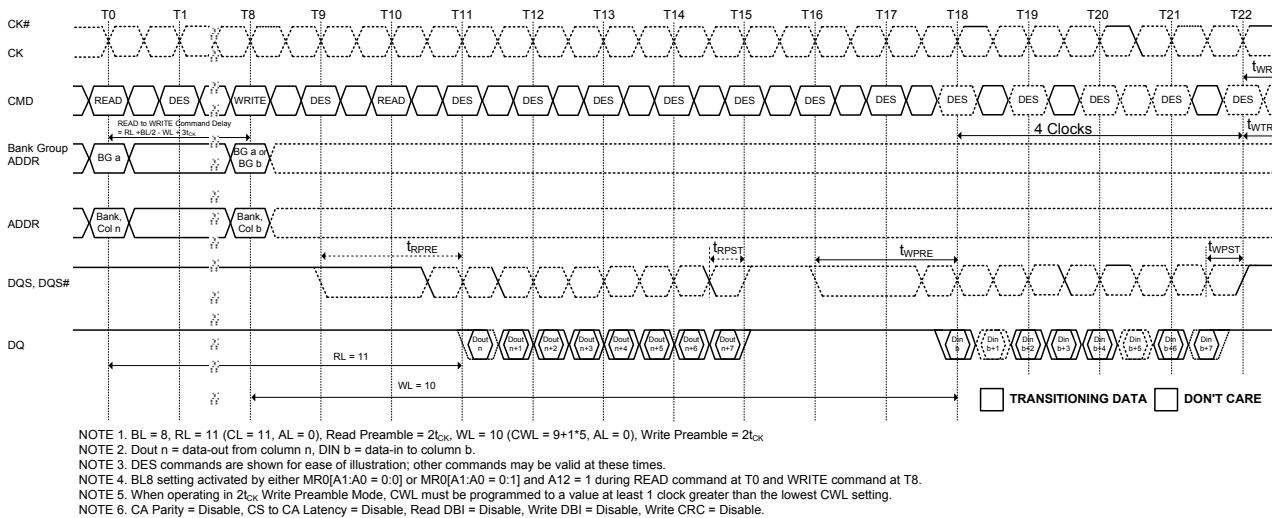 T0 T1 T8 T9 T10 T11 T12 T13 T14 T15 T16 T17 T18 T19 T20 T21 T22
CK#
CK
tWR
CMD READ DES WRITE DES READ DES DES DES DES DES DES DES DES DES DES DES DES
READ to WRITE Command Delay
= RL +BL/2 - WL + 3tCK
4 Clocks
tWTR
Bank Group
ADDR
BG a
BG a or
BG b
ADDR
Bank,
Col n
Bank,
Col b
tRPRE
tRPST
tWPRE
tWPST
DQS, DQS#
DQ
Dout
n
Dout
n+1
Dout
n+2
Dout
n+3
Dout
n+4
Dout
n+5
Dout
n+6
Dout
n+7
Din
b
Din
b+1
Din
b+2
Din
b+3
Din
b+4
Din
b+5
Din
b+6
Din
b+7
RL = 11
WL = 10
TRANSITIONING DATA DON'T CARE
NOTE 1. BL = 8, RL = 11 (CL = 11, AL = 0), Read Preamble = 2tCK, WL = 10 (CWL = 9+1*5, AL = 0), Write Preamble = 2tCK
NOTE 2. Dout n = data-out from column n, DIN b = data-in to column b.
NOTE 3. DES commands are shown for ease of illustration; other commands may be valid at these times.
NOTE 4. BL8 setting activated by either MR0[A1:A0 = 0:0] or MR0[A1:A0 = 0:1] and A12 = 1 during READ command at T0 and WRITE command at T8.
NOTE 5. When operating in 2tCK Write Preamble Mode, CWL must be programmed to a value at least 1 clock greater than the lowest CWL setting.
NOTE 6. CA Parity = Disable, CS to CA Latency = Disable, Read DBI = Disable, Write DBI = Disable, Write CRC = Disable.